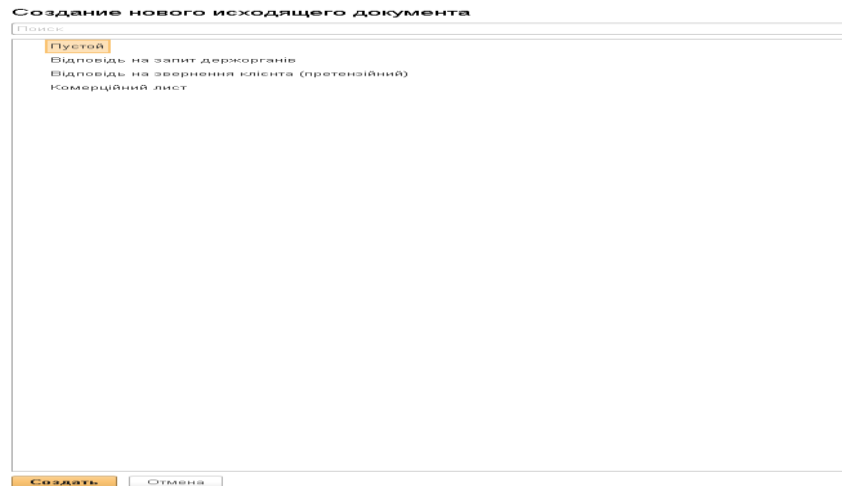 Создание нового исходящего документа
Поиск
Пустой
Відповідь на запит держорганів
Відповідь на звернення клієнта (претензійний)
Комерційний лист
Создать Отмена